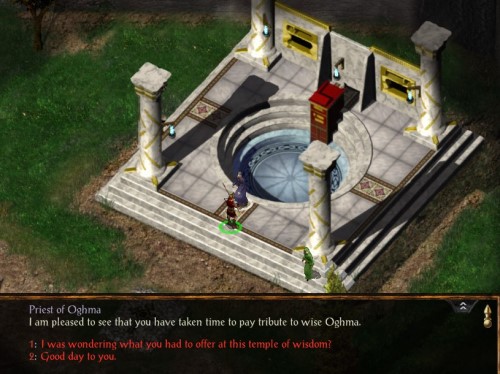 Priest of Oghma
I am pleased to see that you have taken time to pay tribute to wise Oghma.
1: I was wondering what you had to offer at this temple of wisdom?
2: Good day to you.